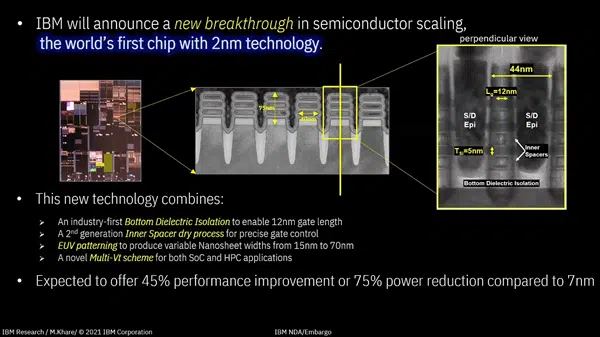 • IBM will announce a new breakthrough in semiconductor scaling,
the world's first chip with 2nm technology.
perpendicular view
75nm
44nm
Lg=12nm
S/D
Epi
S/D
Epi
TSi=5nm
Inner
Spacers
Bottom Dielectric Isolation
• This new technology combines:
➢ An industry-first Bottom Dielectric Isolation to enable 12nm gate length
➢ A 2nd generation Inner Spacer dry process for precise gate control
➢ EUV patterning to produce variable Nanosheet widths from 15nm to 70nm
➢ A novel Multi-Vt scheme for both SoC and HPC applications
• Expected to offer 45% performance improvement or 75% power reduction compared to 7nm
IBM Research / M.Khare/ © 2021 IBM Corporation
IBM NDA/Embargo